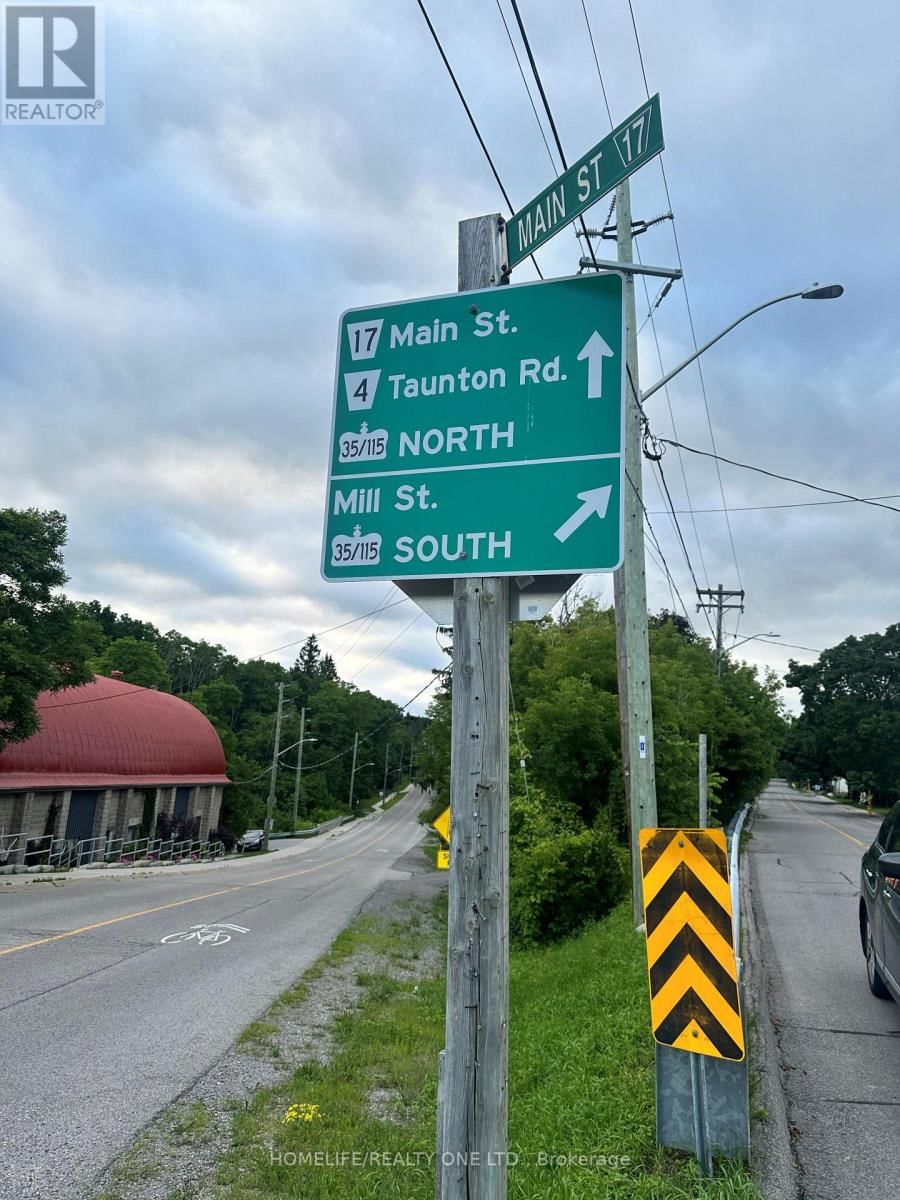 REALTOR®
MAIN ST 17
17 Main St.
4 Taunton Rd.
35/115 NORTH
Mill St.
35/115 SOUTH
HOMELIFE/REALTY ONE LTD., Brokerage